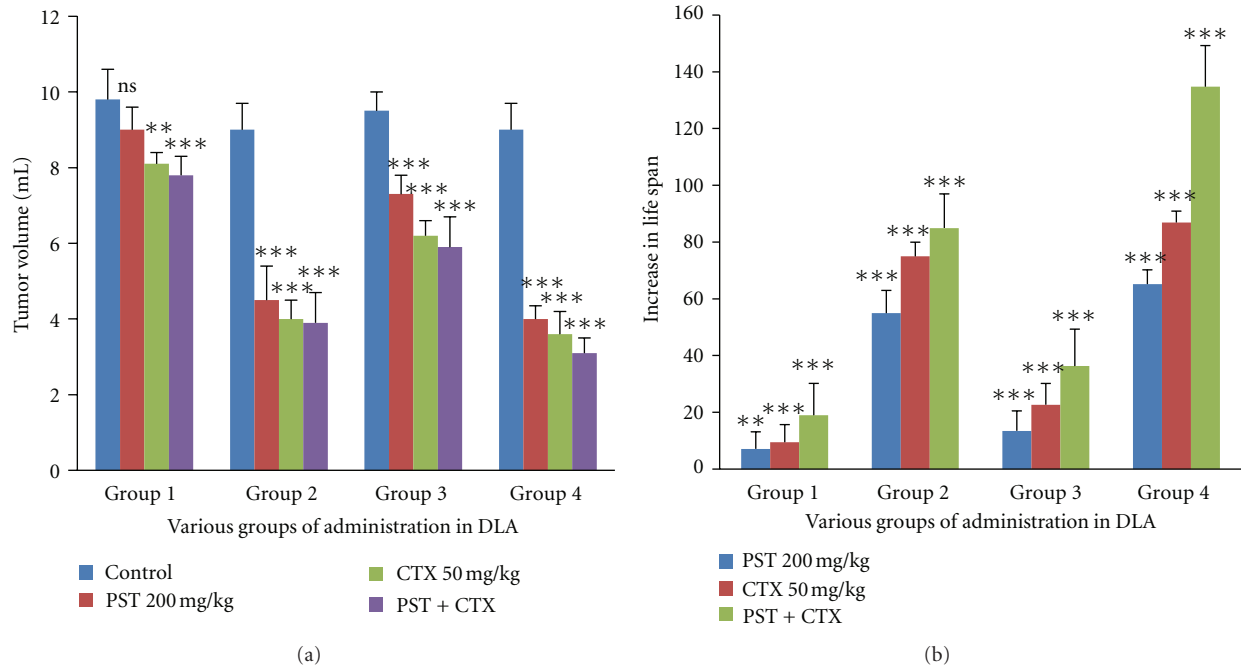 12
10
8
6
4
2
0
Tumor volume (mL)
ns
**
***
***
***
***
***
***
***
***
***
***
Group 1 Group 2 Group 3 Group 4
Various groups of administration in DLA
Control
PST 200 mg/kg
CTX 50 mg/kg
PST + CTX
(a)
160
140
120
100
80
60
40
20
0
Increase in life span
**
***
***
***
***
***
***
***
***
***
***
***
Group 1 Group 2 Group 3 Group 4
Various groups of administration in DLA
PST 200 mg/kg
CTX 50 mg/kg
PST + CTX
(b)